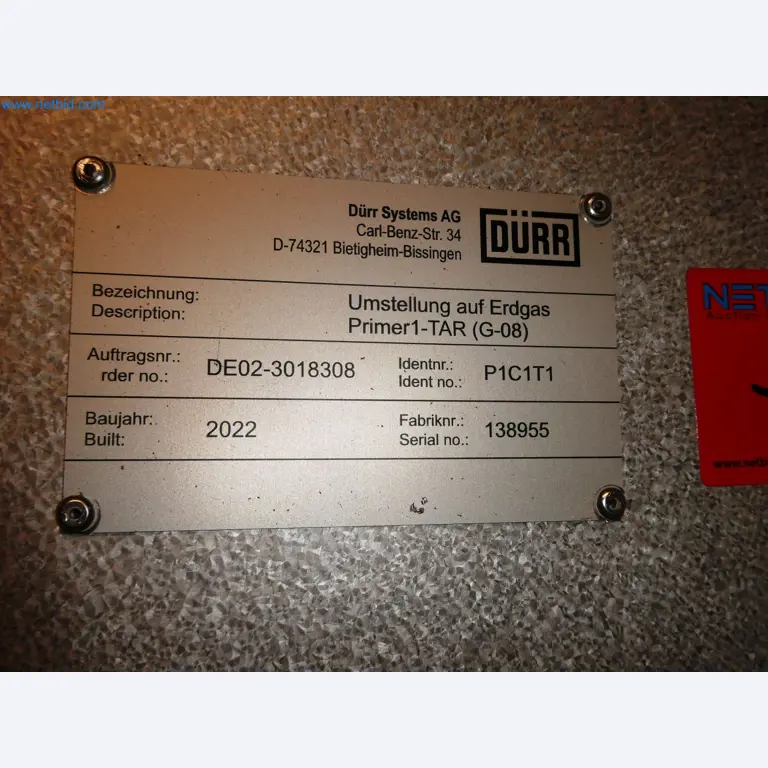 www.netbid.com
Dürr Systems AG
Carl-Benz-Str. 34
D-74321 Bietigheim-Bissingen
DÜRR
Bezeichnung:
Description:
Umstellung auf Erdgas
Primer1-TAR (G-08)
Auftragsnr.:
rder no.:
DE02-3018308
Identnr.:
Ident no.:
P1C1T1
Baujahr:
Built:
2022
Fabriknr.:
Serial no.:
138955
NET
www.netb